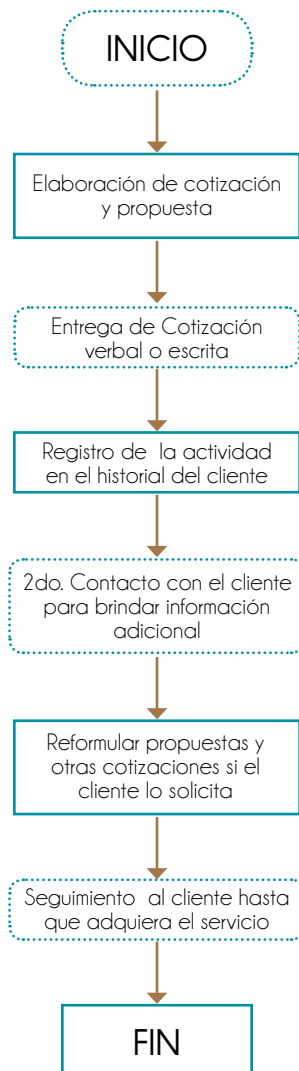 INICIO
Elaboración de cotización
y propuesta
Entrega de Cotización
verbal o escrita
Registro de la actividad
en el historial del cliente
2do. Contacto con el cliente
para brindar información
adicional
Reformular propuestas y
otras cotizaciones si el
cliente lo solicita
Seguimiento al cliente hasta
que adquiera el servicio
FIN